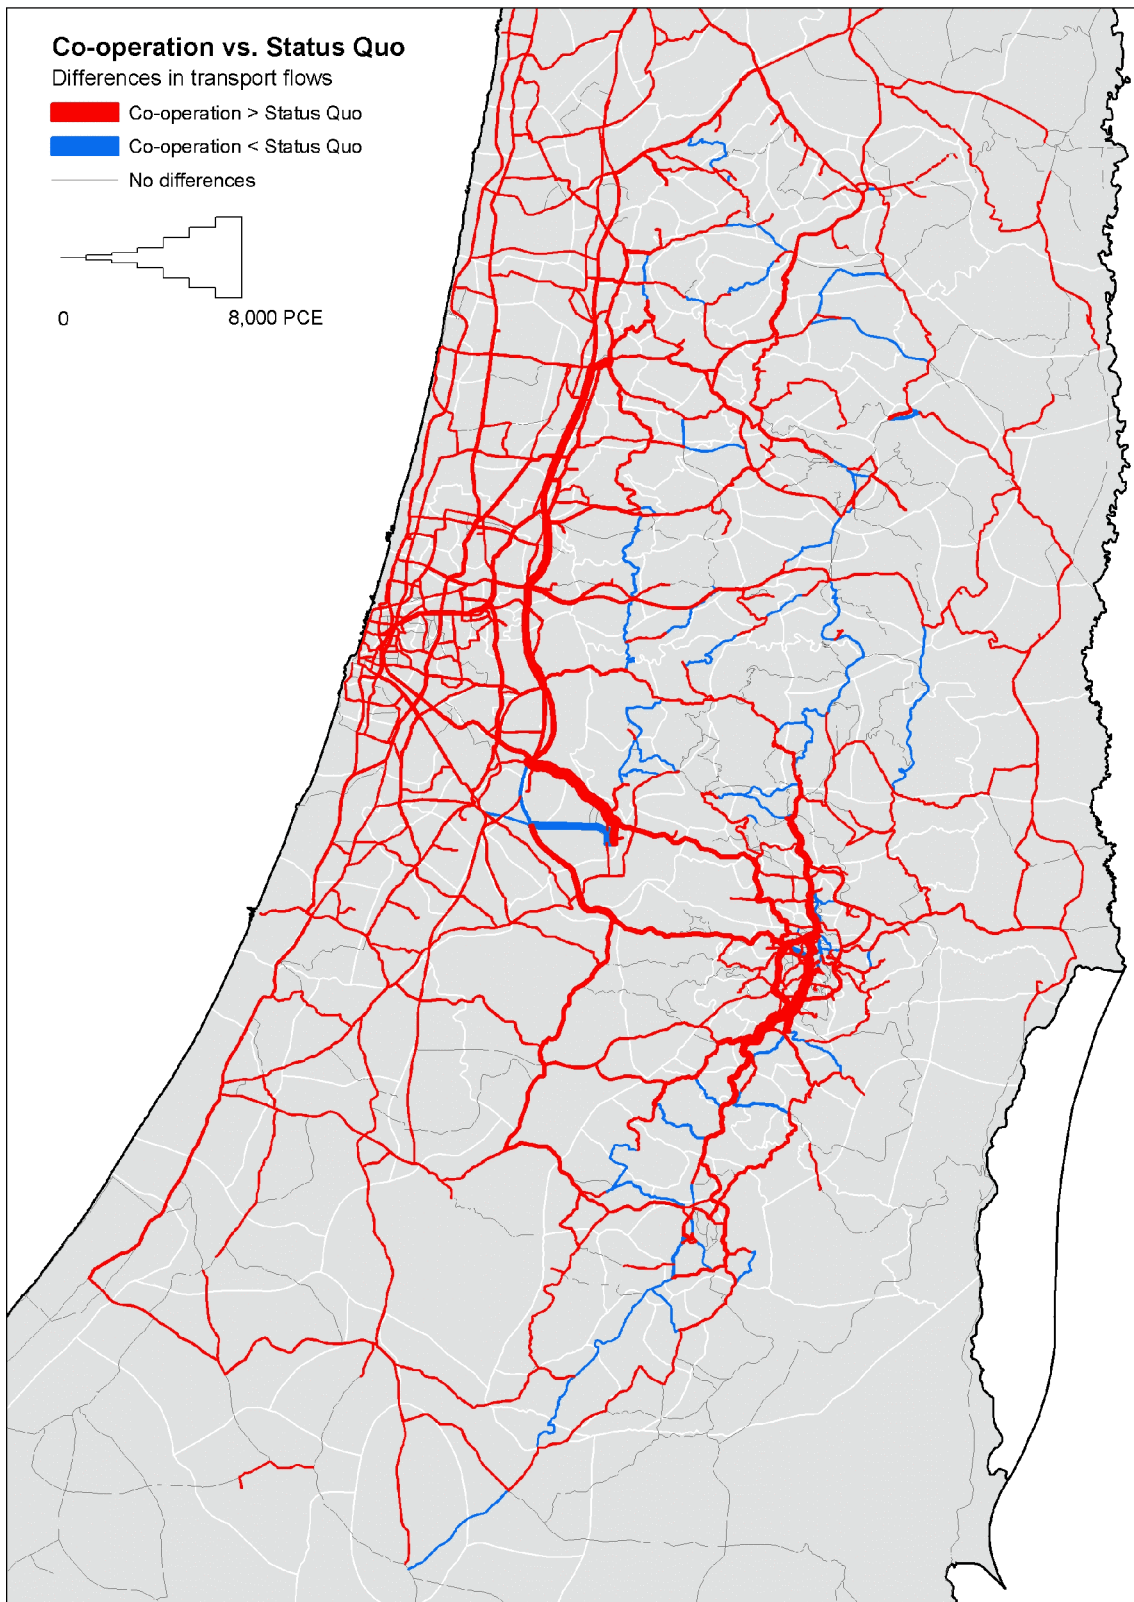 Co-operation vs. Status Quo
Differences in transport flows
Co-operation > Status Quo
Co-operation < Status Quo
No differences
0 8,000 PCE